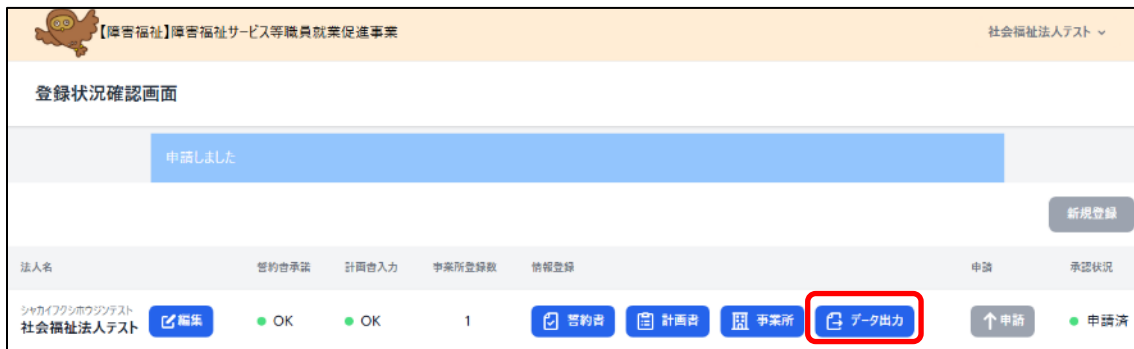 【障害福祉】障害福祉サービス等職員就業促進事業
社会福祉法人テスト
登録状況確認画面
申請しました
新規登録
法人名 誓約書承諾 計画書入力 事業所登録数 情報登録 申請 承認状況
シャカイフクシホウジンテスト
社会福祉法人テスト 編集 OK OK 1 誓約書 計画書 事業所 データ出力 申請 申請済